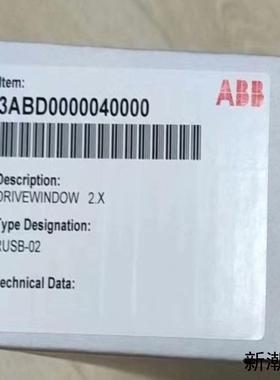 Item:
ABB
3ABD0000040000
Description:
DRIVEWINDOW 2.X
Type Designation:
RUSB-02
Technical Data:
新潮